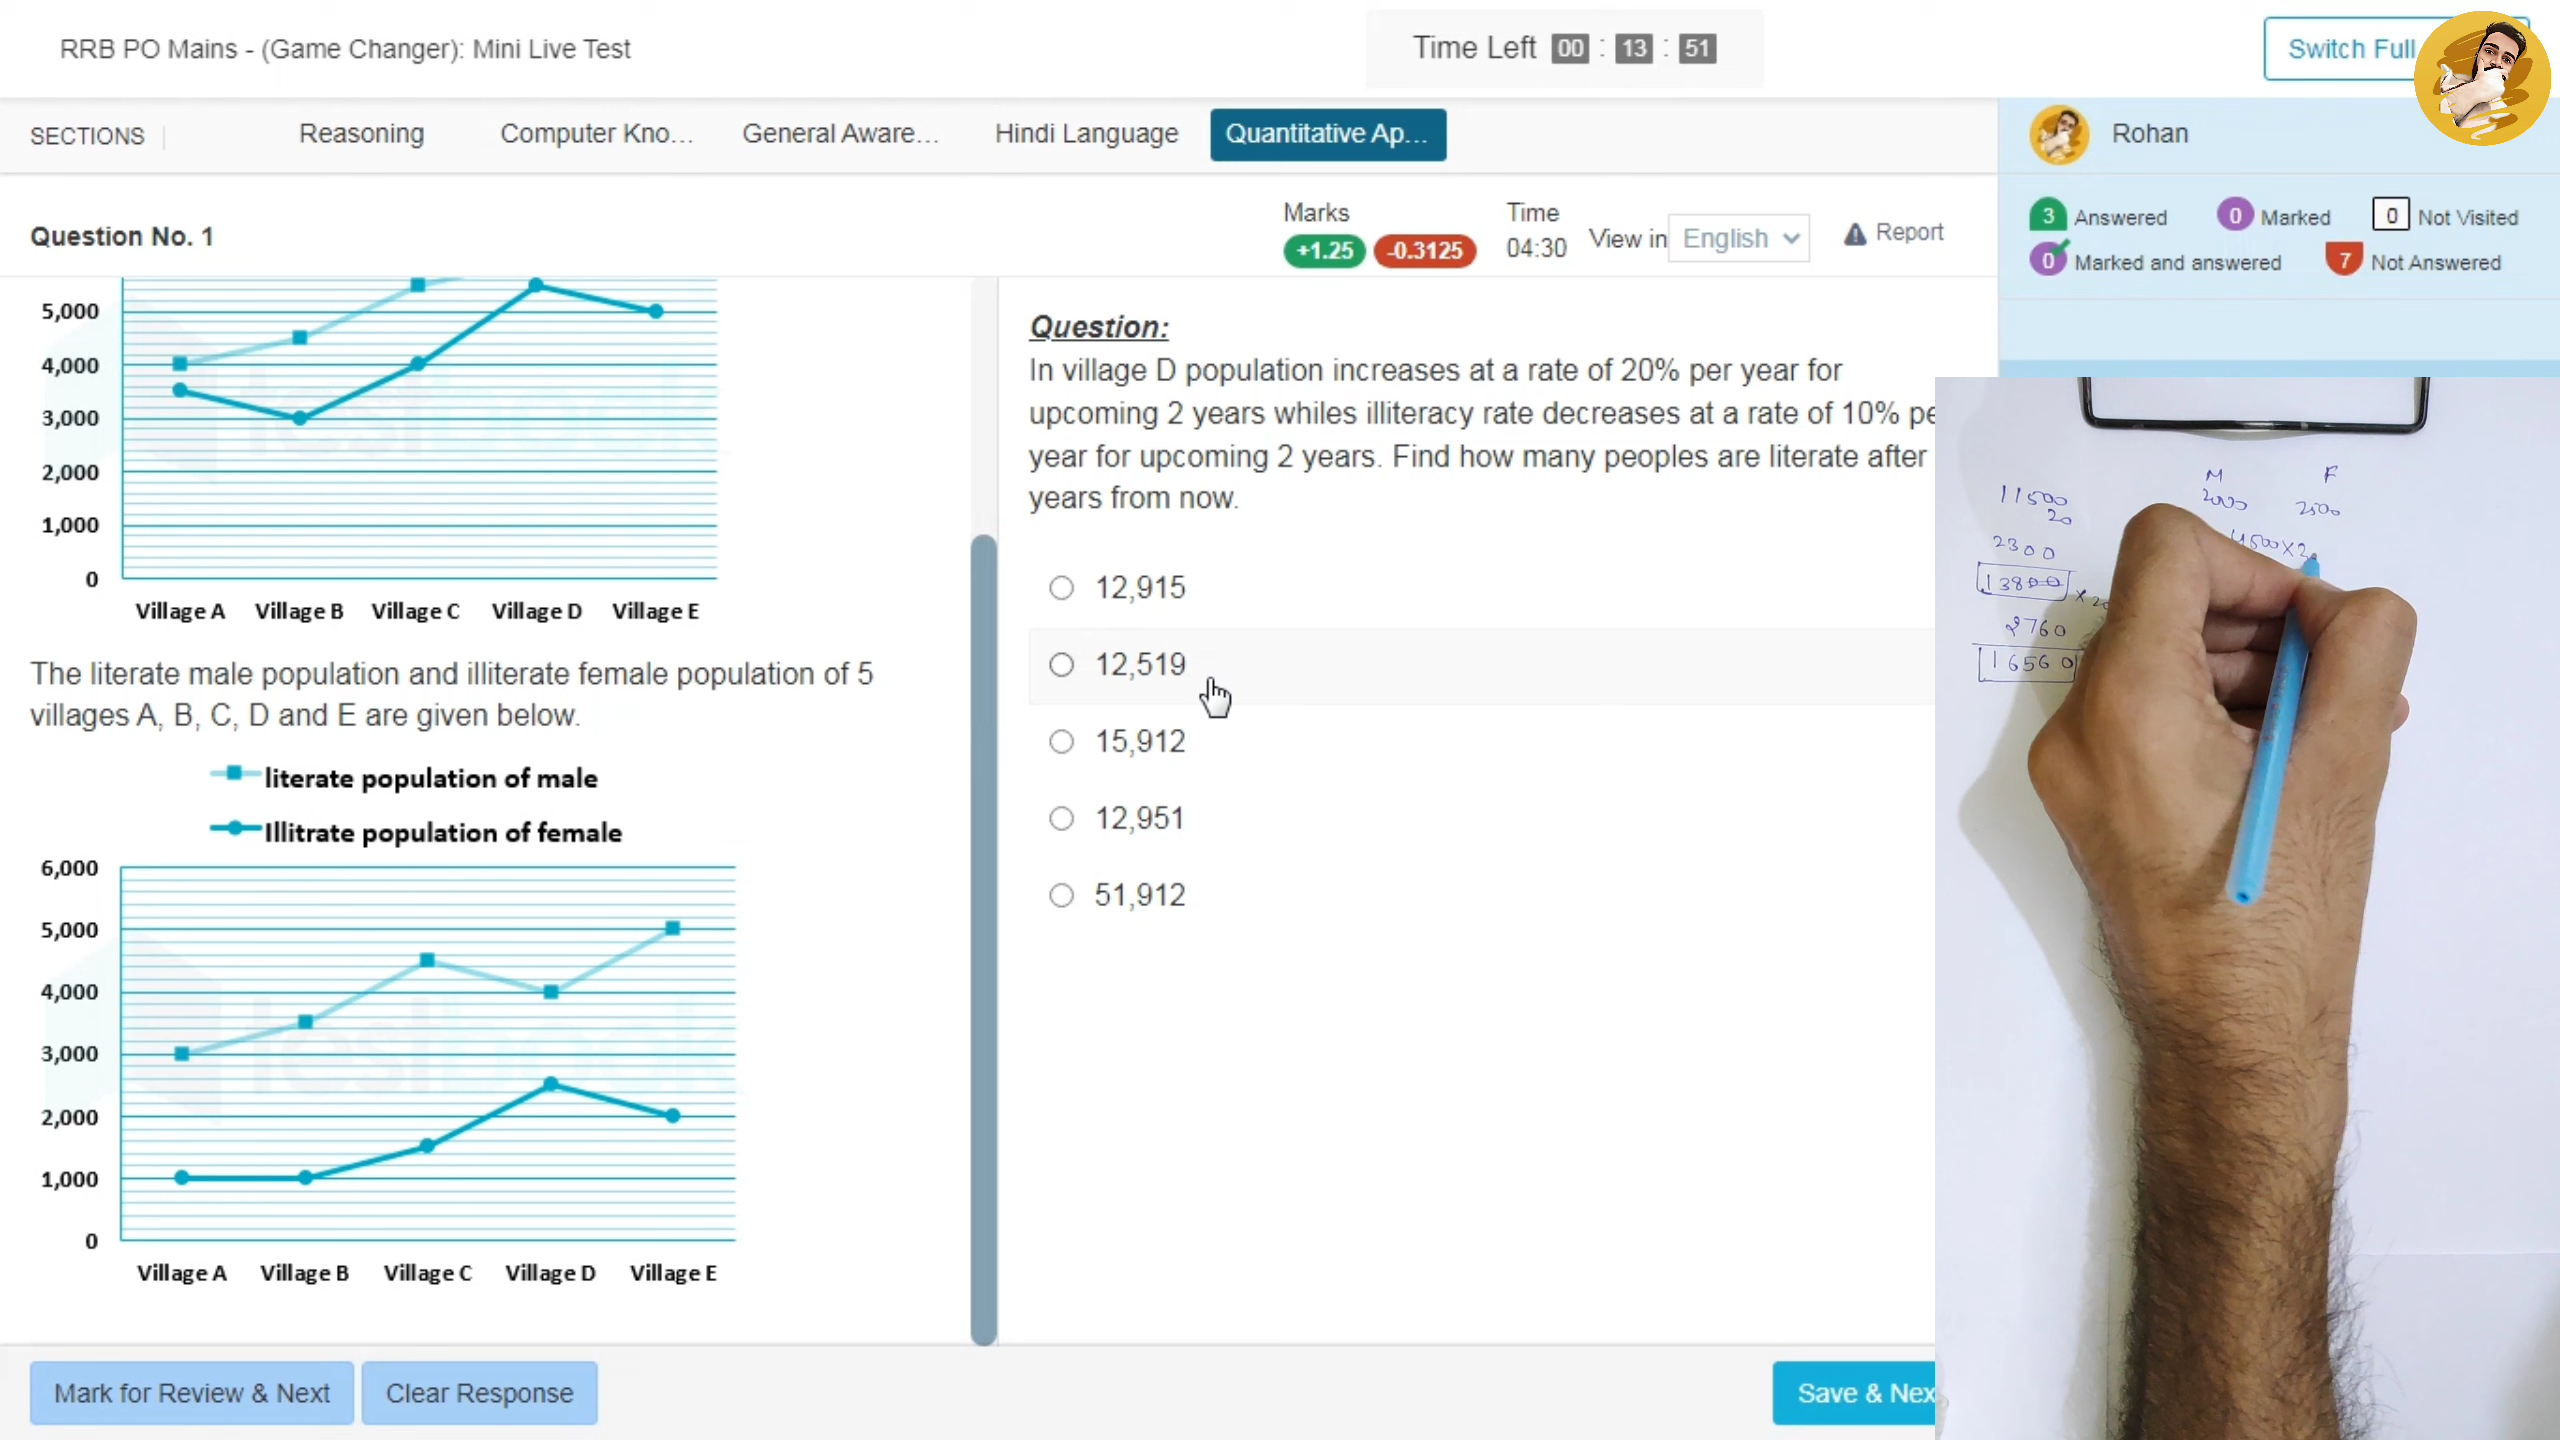 RRB PO Mains - (Game Changer): Mini Live Test
Time Left 00 : 13 : 51
Switch Full
SECTIONS
Reasoning
Computer Kno...
General Aware...
Hindi Language
Quantitative Ap...
Rohan
Question No. 1
Marks
+1.25 -0.3125
Time
04:30
View in English
Report
3 Answered
0 Marked
0 Not Visited
0 Marked and answered
7 Not Answered
5,000
4,000
3,000
2,000
1,000
0
Village A Village B Village C Village D Village E
The literate male population and illiterate female population of 5
villages A, B, C, D and E are given below.
literate population of male
Illitrate population of female
6,000
5,000
4,000
3,000
2,000
1,000
0
Village A Village B Village C Village D Village E
Question:
In village D population increases at a rate of 20% per year for
upcoming 2 years whiles illiteracy rate decreases at a rate of 10% pe
year for upcoming 2 years. Find how many peoples are literate after
years from now.
12,915
12,519
15,912
12,951
51,912
Mark for Review & Next
Clear Response
Save & Nex
11500
20
2300
13800 × 20
2760
16560
M F
2000 2500
4500×2